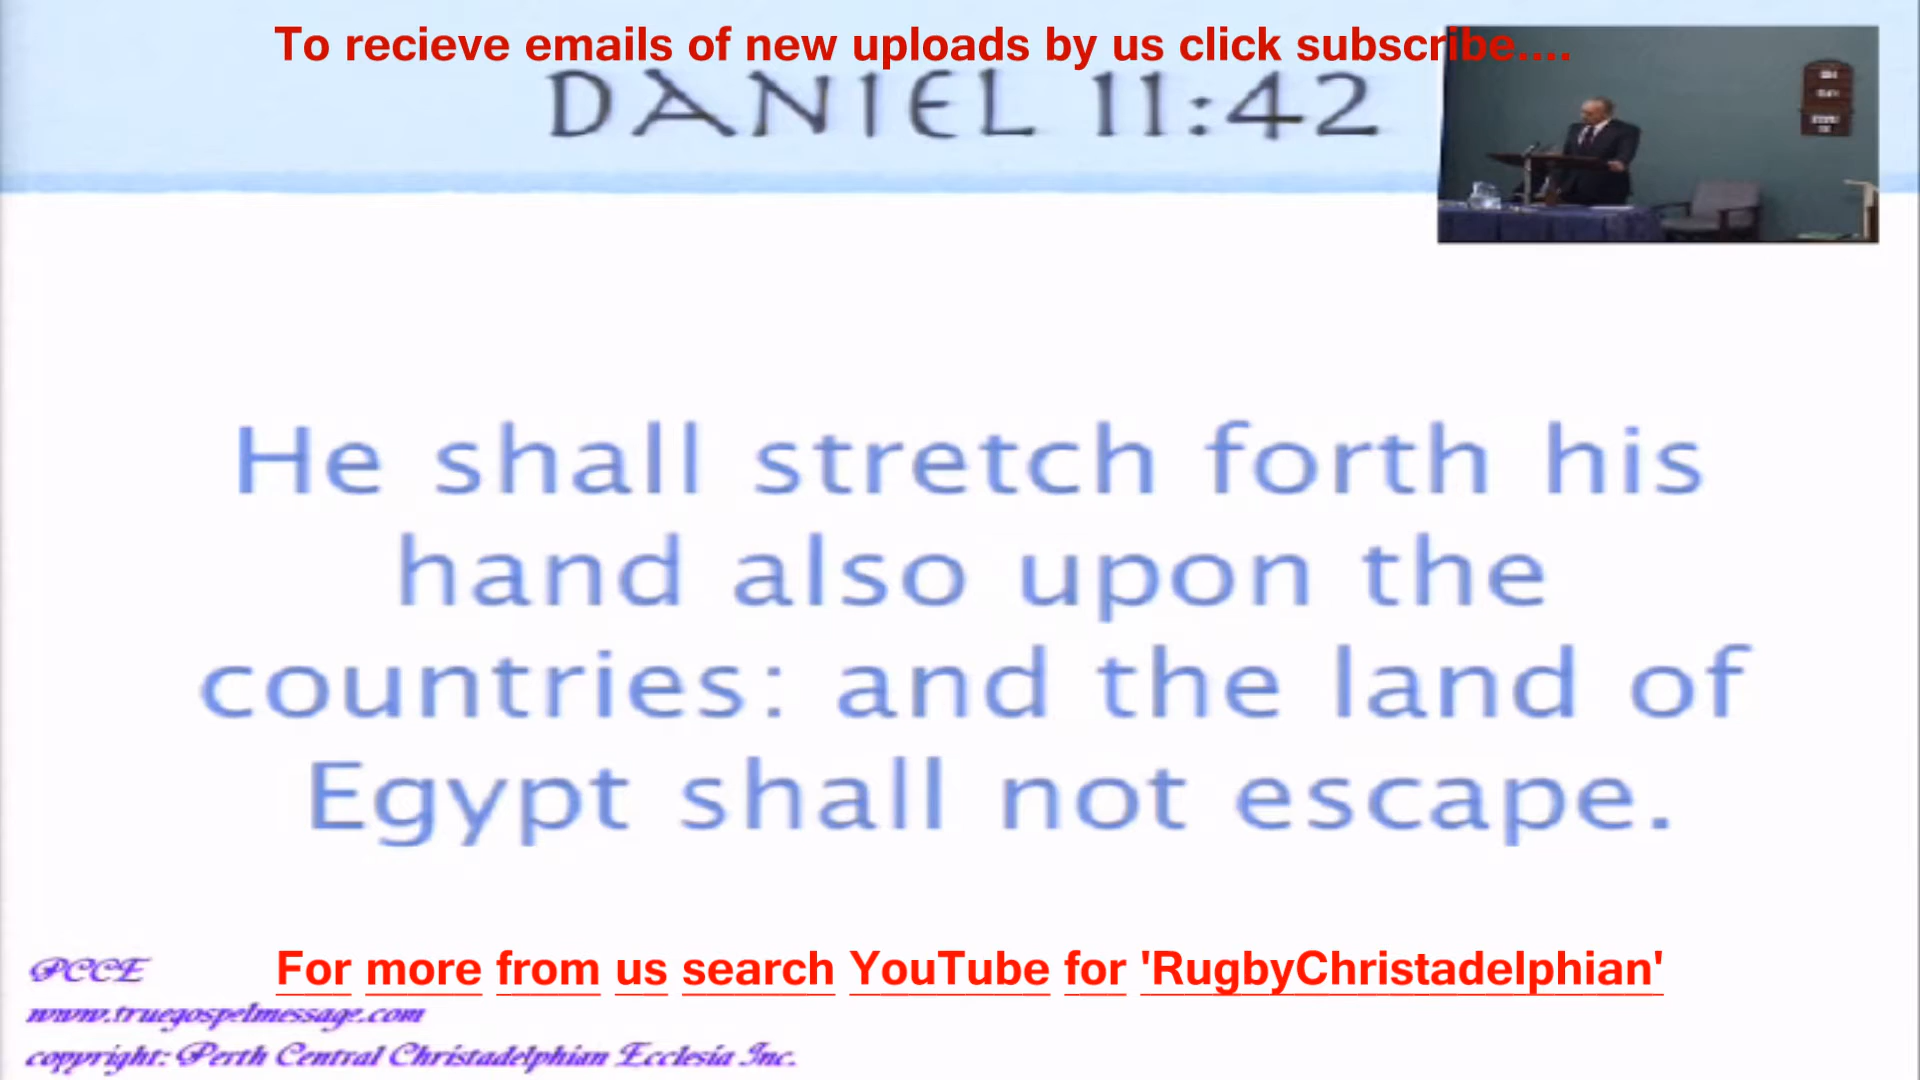 To recieve emails of new uploads by us click subscribe....
DANIEL 11:42
He shall stretch forth his
hand also upon the
countries: and the land of
Egypt shall not escape.
For more from us search YouTube for 'RugbyChristadelphian'
PCCE
www.truegospelmessage.com
copyright: Perth Central Christadelphian Ecclesia Inc.